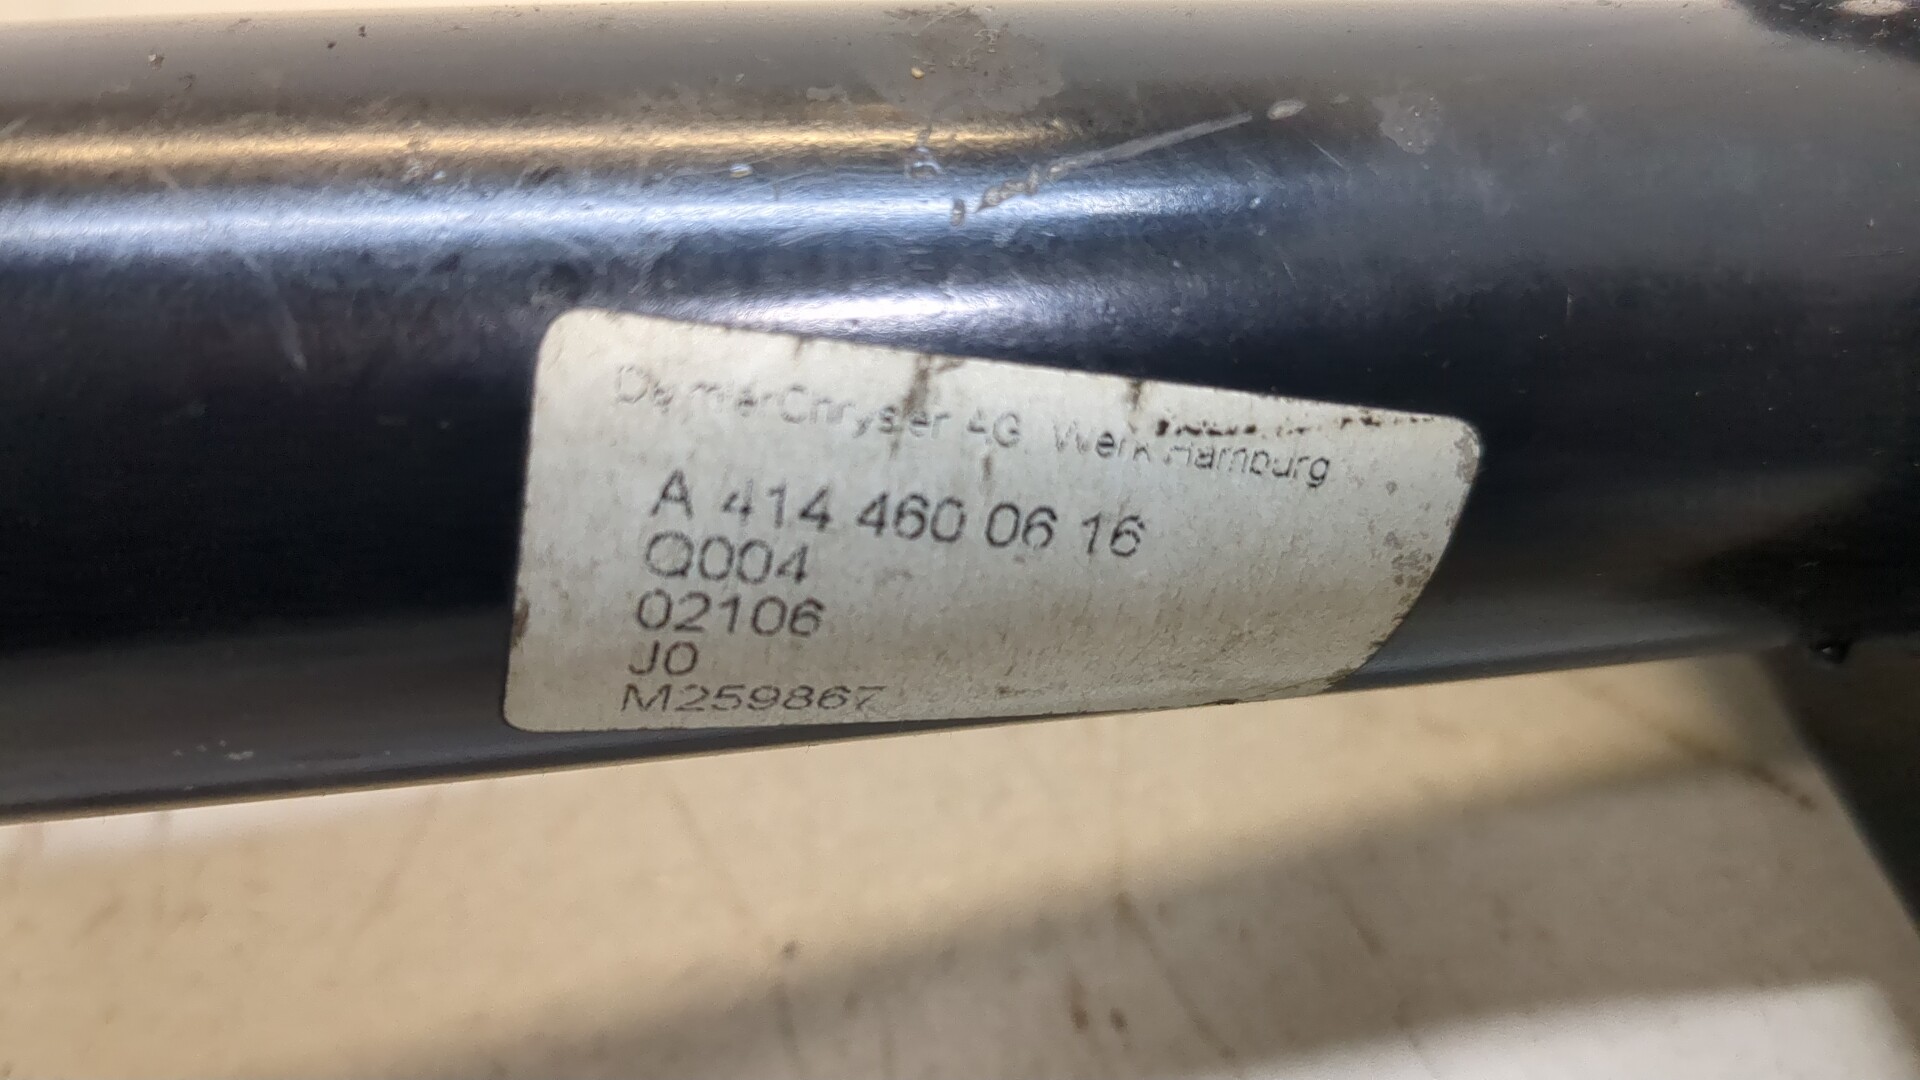 DaimlerChrysler AG Werk Hamburg
A 414 460 06 16
Q004
02106
J0
M259867